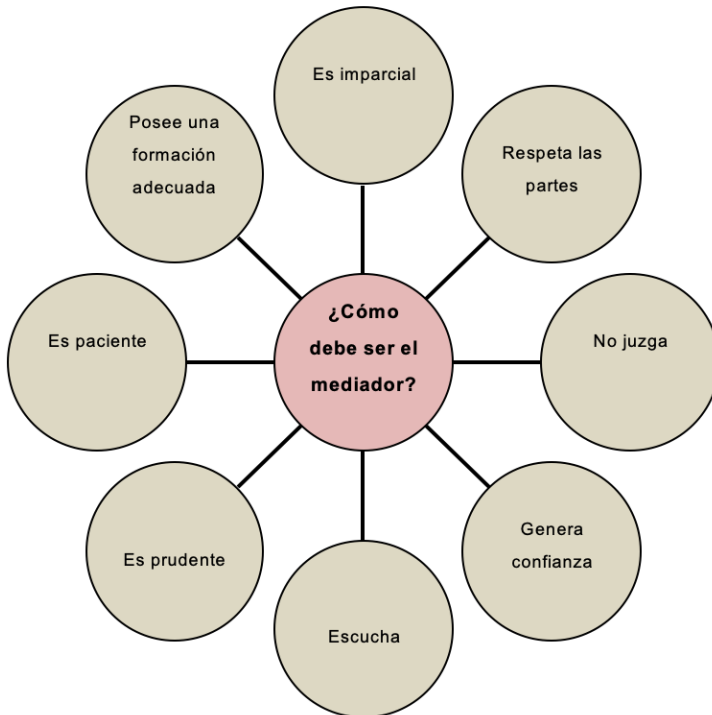 Es imparcial
Posee una
formación
adecuada
Respeta las
partes
Es paciente
¿Cómo
debe ser el
mediador?
No juzga
Es prudente
Genera
confianza
Escucha